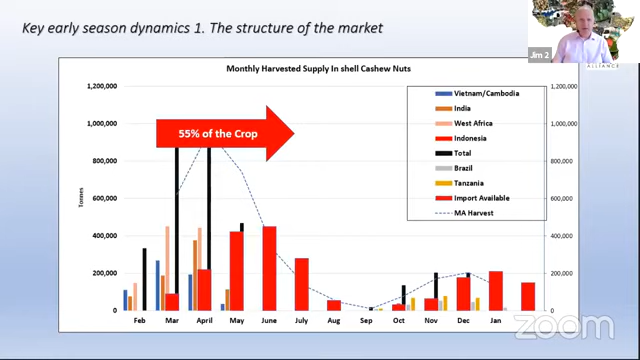 Key early season dynamics 1. The structure of the market
Jim 2
ALLIANCE
Monthly Harvested Supply In shell Cashew Nuts
1,200,000
1,000,000
800,000
600,000
400,000
200,000
0
Tonnes
55% of the Crop
Vietnam/Cambodia
India
West Africa
Indonesia
Total
Brazil
Tanzania
Import Available
MA Harvest
1,200,000
1,000,000
800,000
600,000
400,000
200,000
0
Feb Mar April May June July Aug Sep Oct Nov Dec Jan
zoom